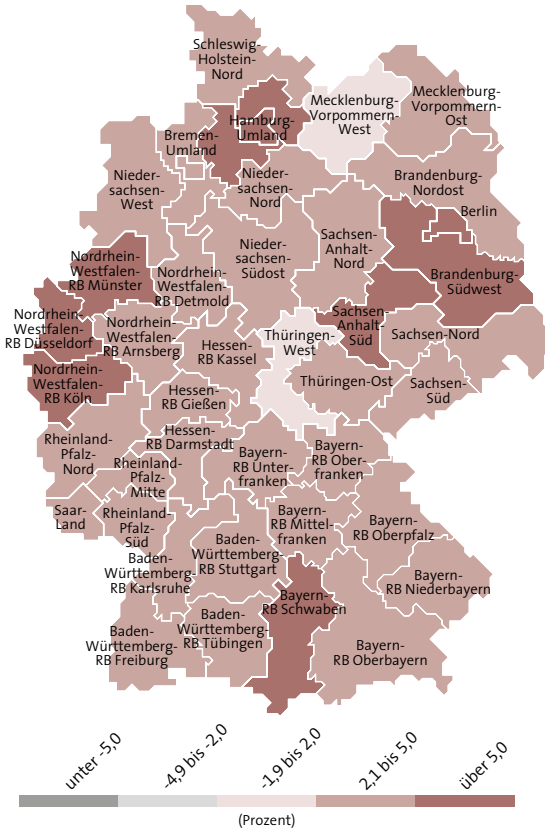 Schleswig-
Holstein-
Nord
Mecklenburg-
Vorpommern-
Ost
Mecklenburg-
Vorpommern-
West
Hamburg-
Umland
Bremen-
Umland
Nieder-
sachsen-
West
Nieder-
sachsen-
Nord
Brandenburg-
Nordost
Berlin
Sachsen-
Anhalt-
Nord
Nieder-
sachsen-
Südost
Nordrhein-
Westfalen-
RB Münster
Nordrhein-
Westfalen-
RB Detmold
Brandenburg-
Südwest
Nordrhein-
Westfalen-
RB Düsseldorf
Nordrhein-
Westfalen-
RB Arnsberg
Sachsen-
Anhalt-
Süd
Sachsen-Nord
Thüringen-
West
Hessen-
RB Kassel
Nordrhein-
Westfalen-
RB Köln
Thüringen-Ost
Sachsen-
Süd
Hessen-
RB Gießen
Hessen-
RB Darmstadt
Rheinland-
Pfalz-
Nord
Rheinland-
Pfalz-
Mitte
Bayern-
RB Unter-
franken
Bayern-
RB Ober-
franken
Saar-
Land
Rheinland-
Pfalz-
Süd
Bayern-
RB Mittel-
franken
Bayern-
RB Oberpfalz
Baden-
Württemberg-
RB Stuttgart
Baden-
Württemberg-
RB Karlsruhe
Bayern-
RB Niederbayern
Bayern-
RB Schwaben
Baden-
Württemberg-
RB Tübingen
Baden-
Württemberg-
RB Freiburg
Bayern-
RB Oberbayern
unter -5,0
-4,9 bis -2,0
-1,9 bis 2,0
2,1 bis 5,0
über 5,0
(Prozent)